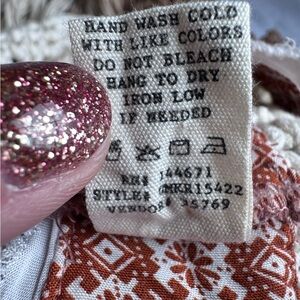 HAND WASH COLD
WITH LIKE COLORS
DO NOT BLEACH
HANG TO DRY
IRON LOW
IF NEEDED
RN# 144671
STYLE# MKR15422
VENDOR# 35769